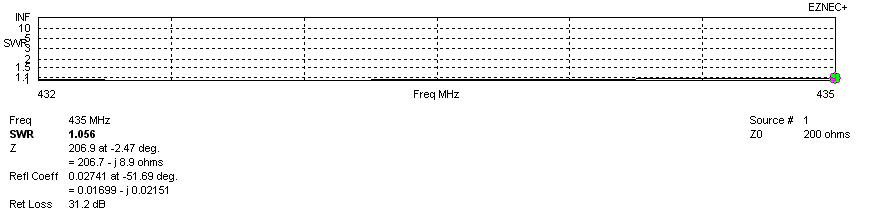 EZNEC+
INF
10
5
SWR
3
2
1.5
1.1
1
432 Freq MHz 435
Freq 435 MHz Source # 1
SWR 1.056 Z0 200 ohms
Z 206.9 at -2.47 deg.
= 206.7 - j 8.9 ohms
Refl Coeff 0.02741 at -51.69 deg.
= 0.01699 - j 0.02151
Ret Loss 31.2 dB